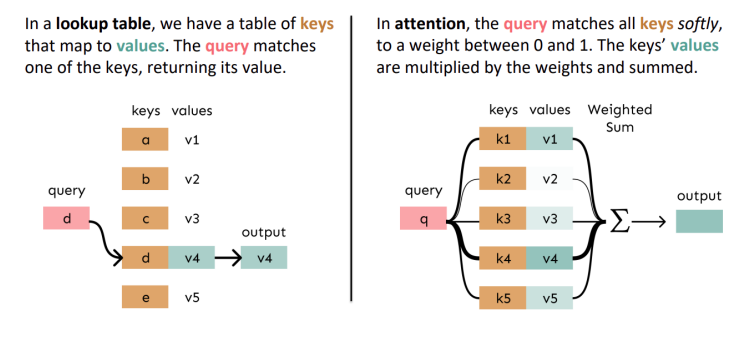 In a lookup table, we have a table of keys
that map to values. The query matches
one of the keys, returning its value.
keys values
a v1
b v2
query
d
c v3
output
d v4 v4
e v5
In attention, the query matches all keys softly,
to a weight between 0 and 1. The keys’ values
are multiplied by the weights and summed.
keys values Weighted
Sum
k1 v1
k2 v2
query
q
k3 v3
Σ
output
k4 v4
k5 v5